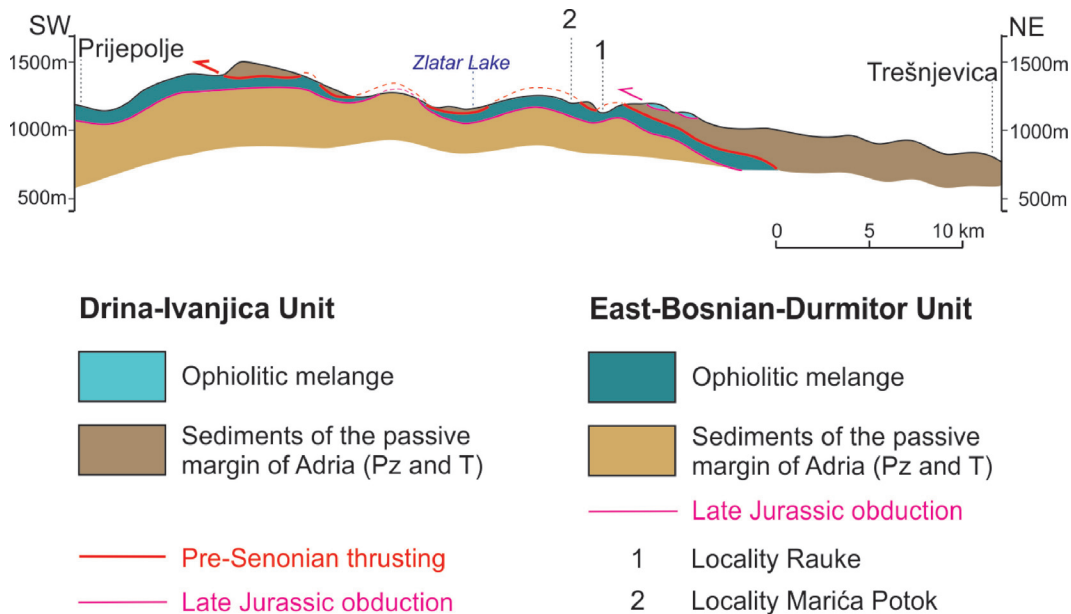 SW
2
NE
Prijepolje
1
1500m
1500m
Zlatar Lake
Trešnjevica
1000m
1000m
500m
500m
0 5 10 km
Drina-Ivanjica Unit
Ophiolitic melange
Sediments of the passive
margin of Adria (Pz and T)
Pre-Senonian thrusting
Late Jurassic obduction
East-Bosnian-Durmitor Unit
Ophiolitic melange
Sediments of the passive
margin of Adria (Pz and T)
Late Jurassic obduction
1 Locality Rauke
2 Locality Marića Potok